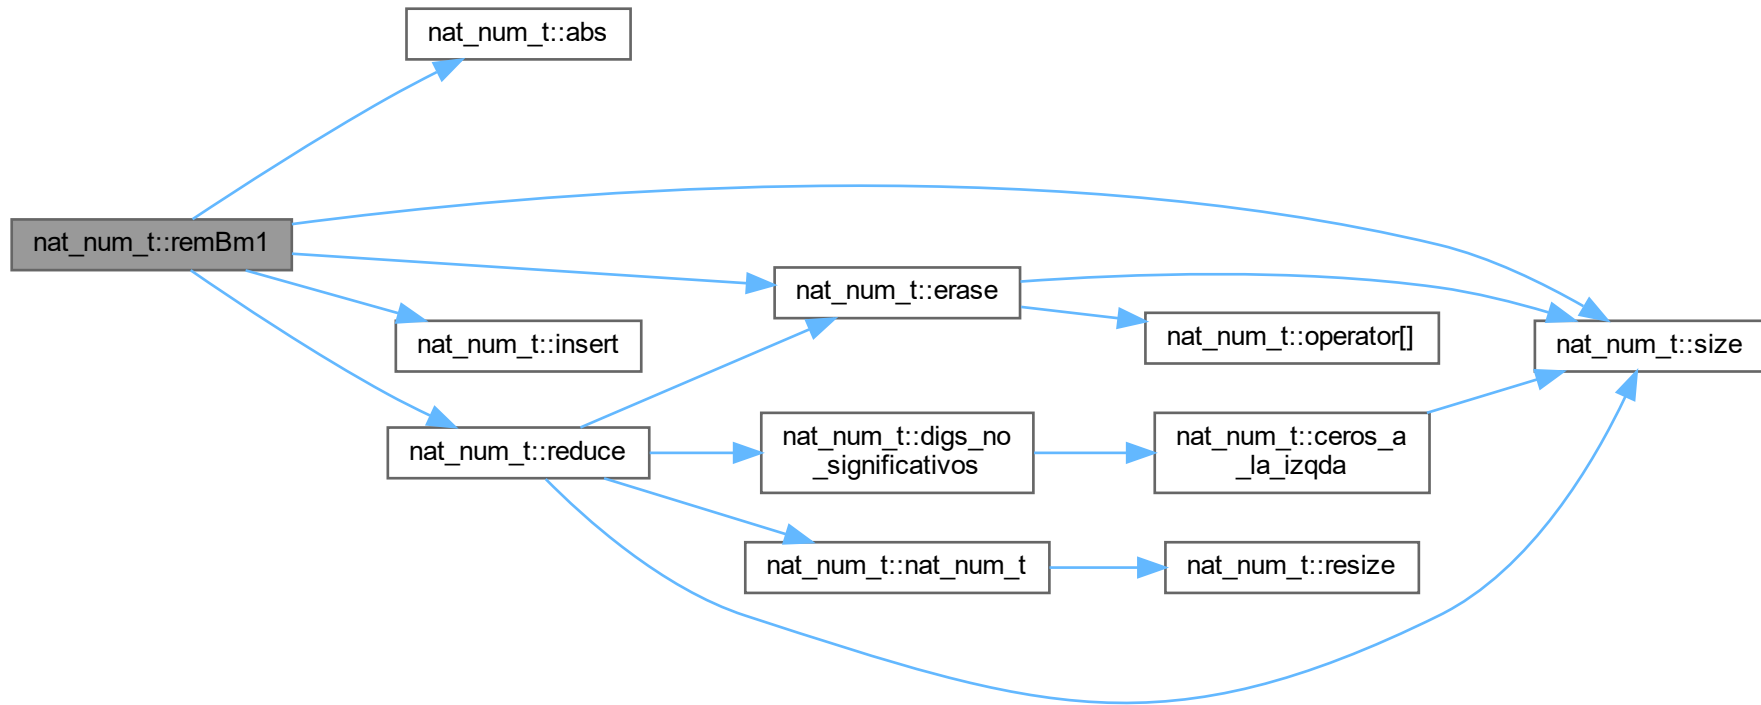 nat_num_t::abs
nat_num_t::remBm1
nat_num_t::erase
nat_num_t::operator[]
nat_num_t::insert
nat_num_t::size
nat_num_t::reduce
nat_num_t::digs_no
_significativos
nat_num_t::ceros_a
_la_izqda
nat_num_t::nat_num_t
nat_num_t::resize